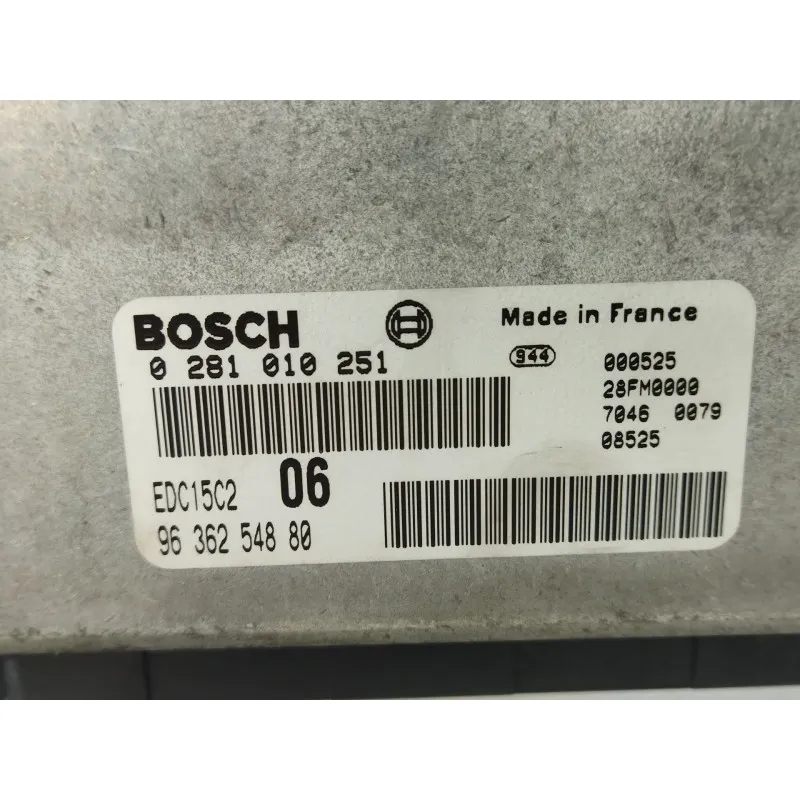 BOSCH
Made in France
0 281 010 251
944
000525
28FM0000
7046 0079
08525
EDC15C2 06
96 362 548 80